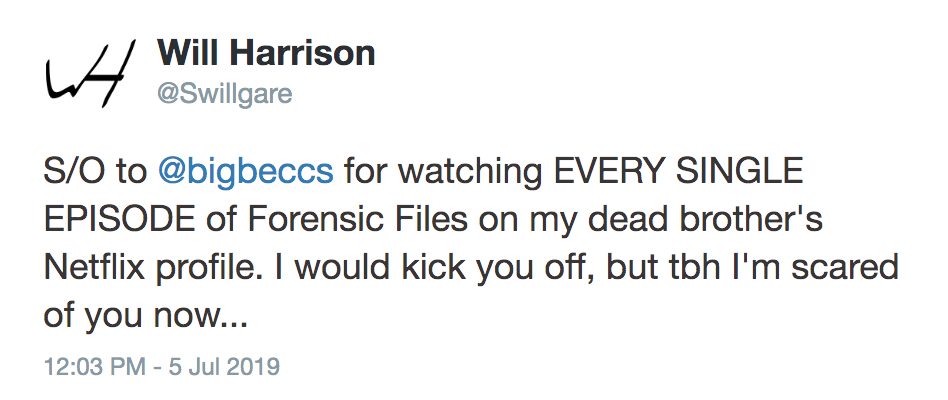 WH
Will Harrison
@Swillgare
S/O to @bigbeccs for watching EVERY SINGLE
EPISODE of Forensic Files on my dead brother's
Netflix profile. I would kick you off, but tbh I'm scared
of you now...
12:03 PM - 5 Jul 2019